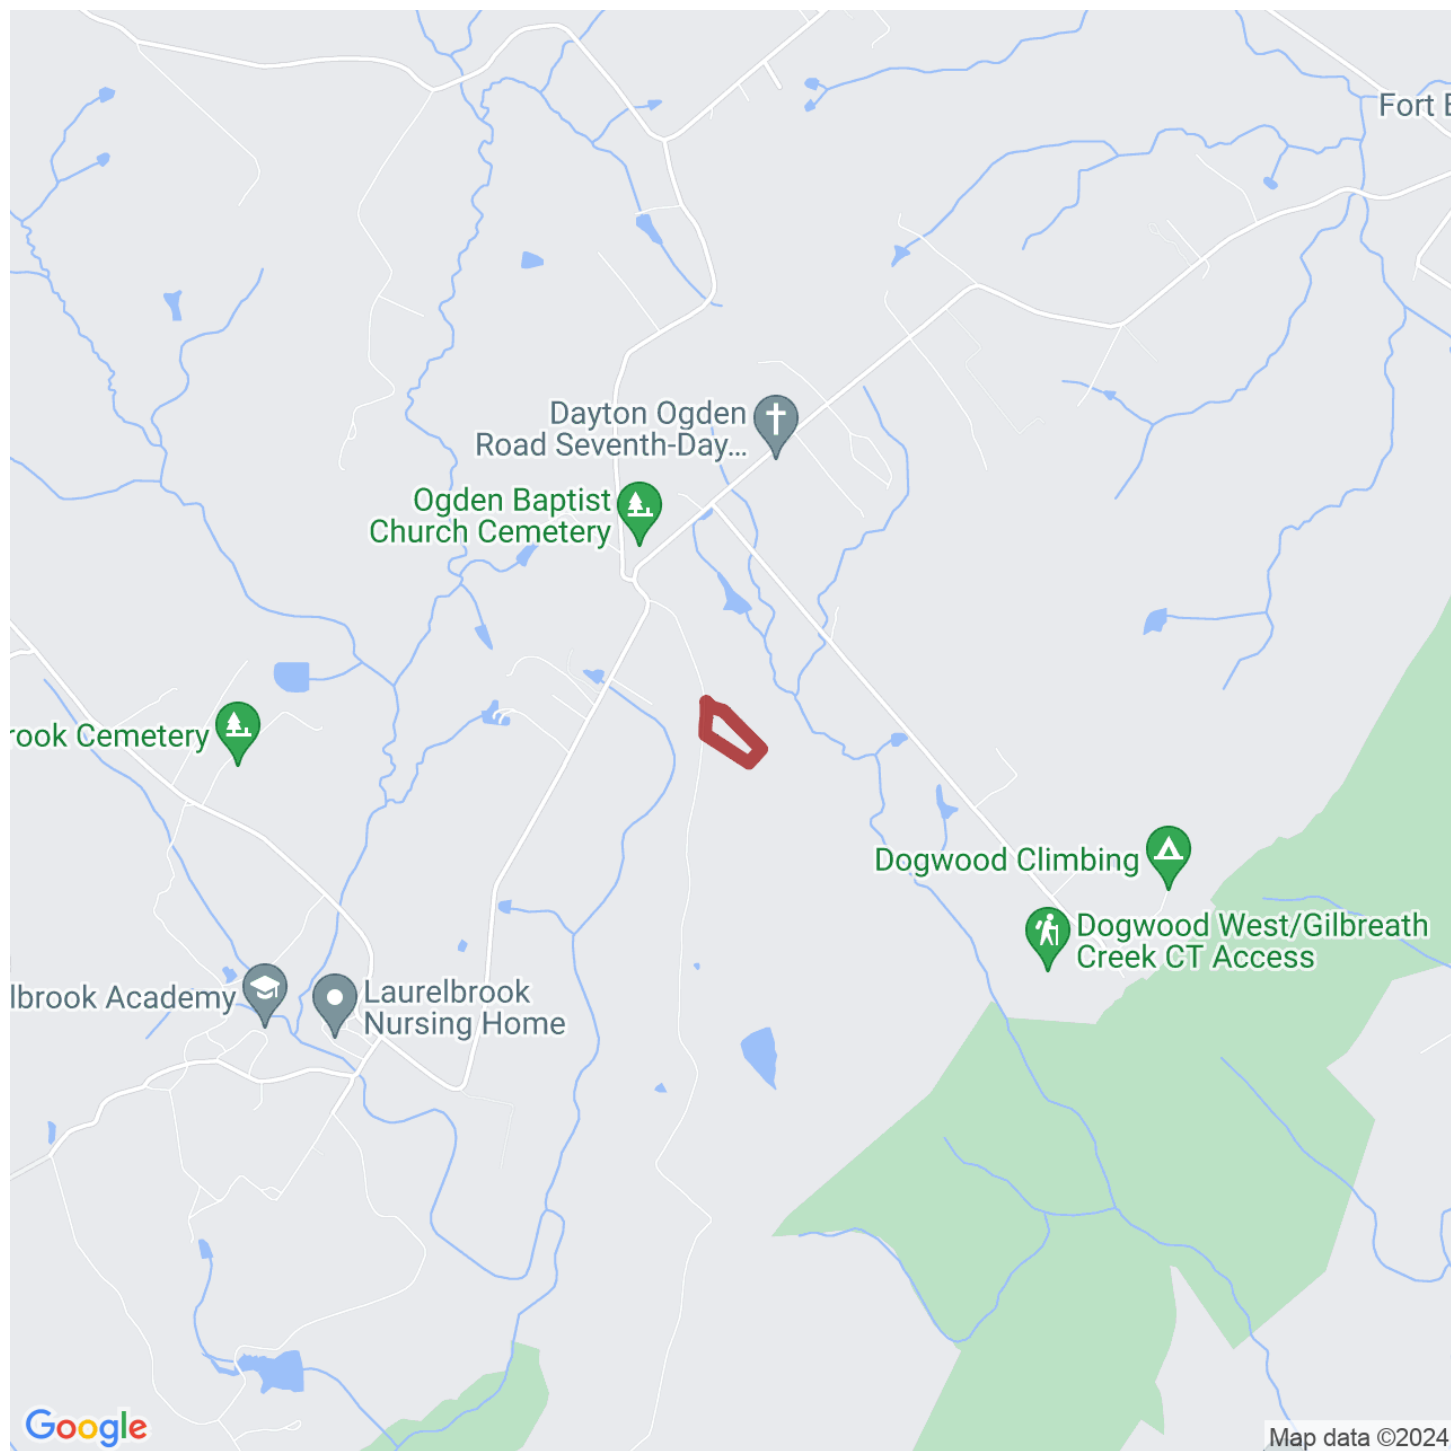 Fort E
Dayton Ogden
Road Seventh-Day...
Ogden Baptist
Church Cemetery
rook Cemetery
Dogwood Climbing
Dogwood West/Gilbreath
Creek CT Access
lbrook Academy
Laurelbrook
Nursing Home
Google
Map data ©2024